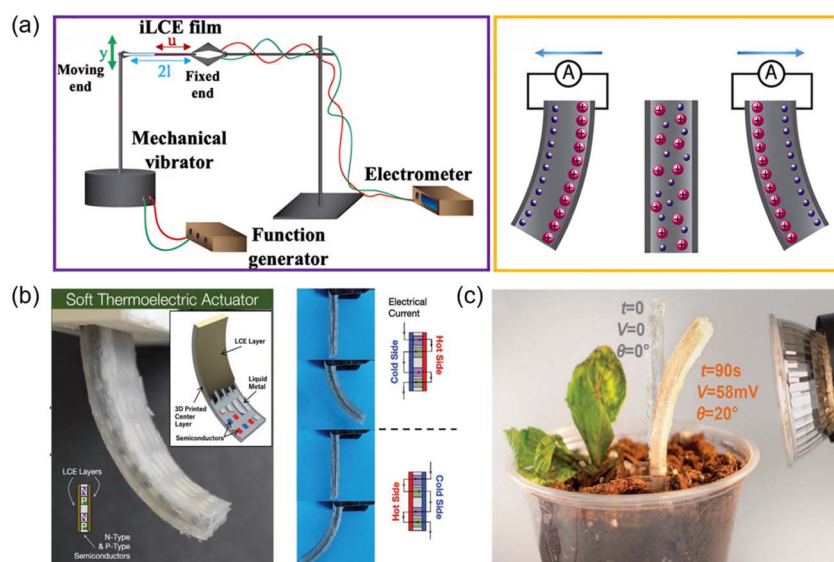 (a)
iLCE film
y
u
2l
Moving
end
Fixed
end
Mechanical
vibrator
Electrometer
Function
generator
A
A
(b)
Soft Thermoelectric Actuator
LCE Layer
Liquid
Metal
3D Printed
Center
Layer
Semiconductors
LCE Layers
N
P
N
P
N-Type
& P-Type
Semiconductors
Electrical
Current
Cold Side
Hot Side
Hot Side
Cold Side
(c)
t=0
V=0
θ=0°
t=90s
V=58mV
θ=20°